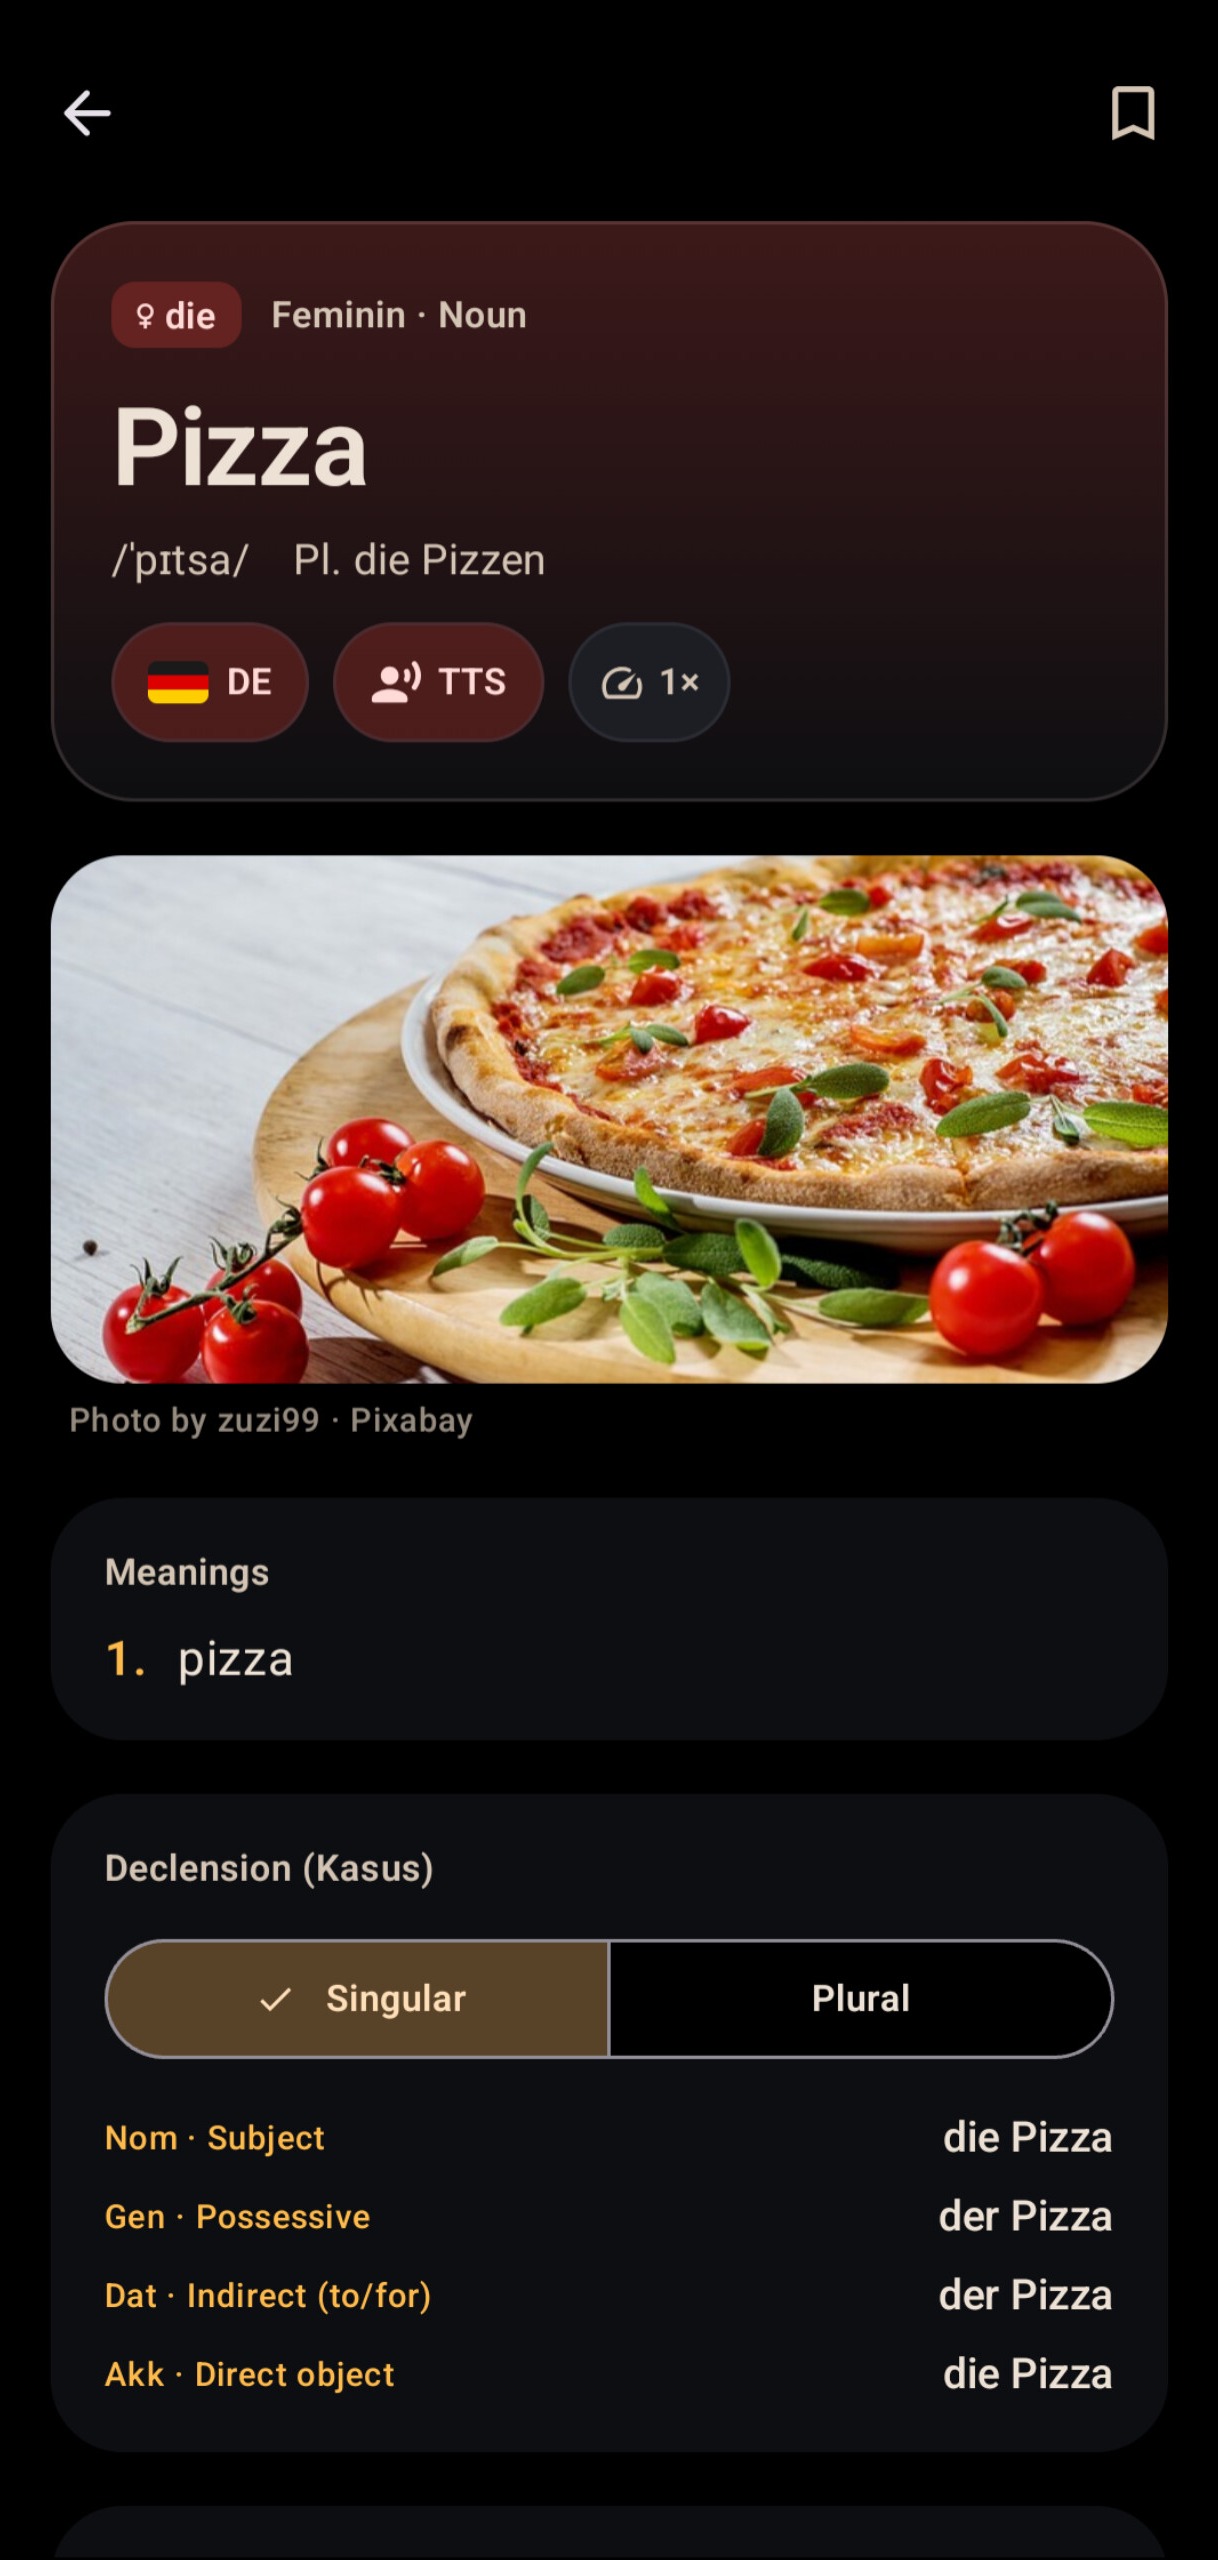 ♀ die Feminin · Noun
Pizza
/ˈpɪtsa/ Pl. die Pizzen
DE TTS 1×
Photo by zuzi99 · Pixabay
Meanings
1. pizza
Declension (Kasus)
Singular Plural
Nom · Subject die Pizza
Gen · Possessive der Pizza
Dat · Indirect (to/for) der Pizza
Akk · Direct object die Pizza